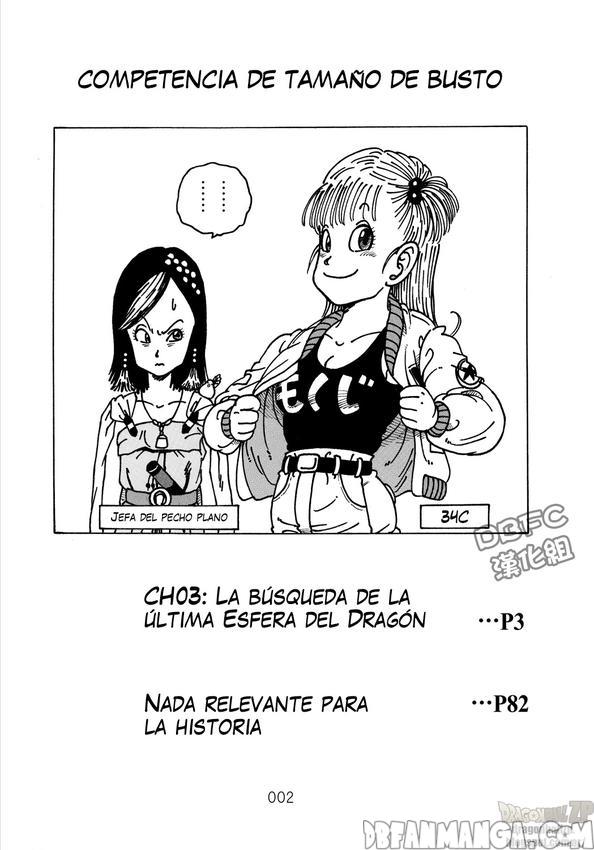 COMPETENCIA DE TAMAÑO DE BUSTO
......
もくじ
JEFA DEL PECHO PLANO
34C
DBFC
漢化組
CH03: LA BÚSQUEDA DE LA
ÚLTIMA ESFERA DEL DRAGÓN ...P3
NADA RELEVANTE PARA
LA HISTORIA ...P82
002
DBFANMANGA.COM